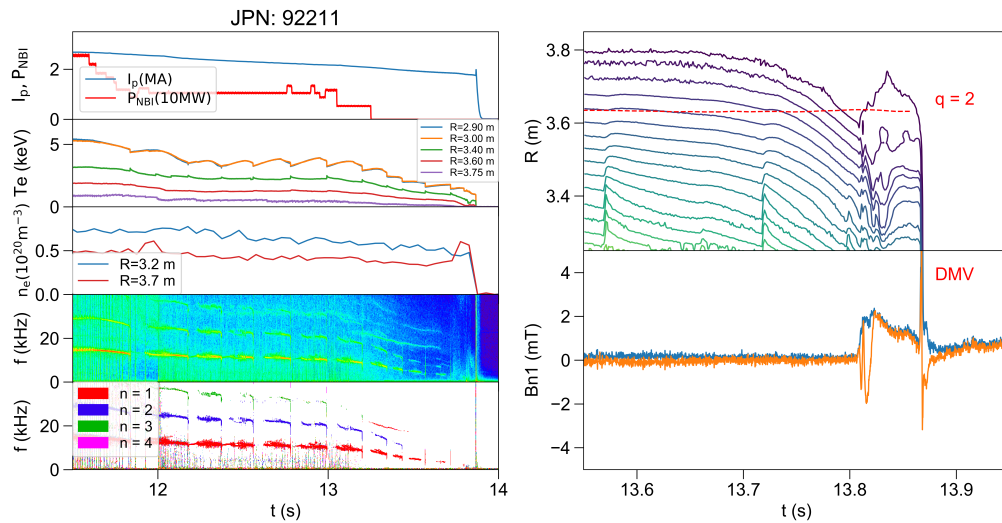 JPN: 92211
I_p, P_NBI
2
0
I_p(MA)
P_NBI(10MW)
Te (keV)
5
0
R=2.90 m
R=3.00 m
R=3.40 m
R=3.60 m
R=3.75 m
n_e(10^20m^−3)
0.5
0.0
R=3.2 m
R=3.7 m
f (kHz)
20
0
f (kHz)
20
0
n = 1
n = 2
n = 3
n = 4
12
13
14
t (s)
R (m)
3.8
3.6
3.4
q = 2
Bn1 (mT)
4
2
0
−2
−4
DMV
13.6
13.7
13.8
13.9
t (s)